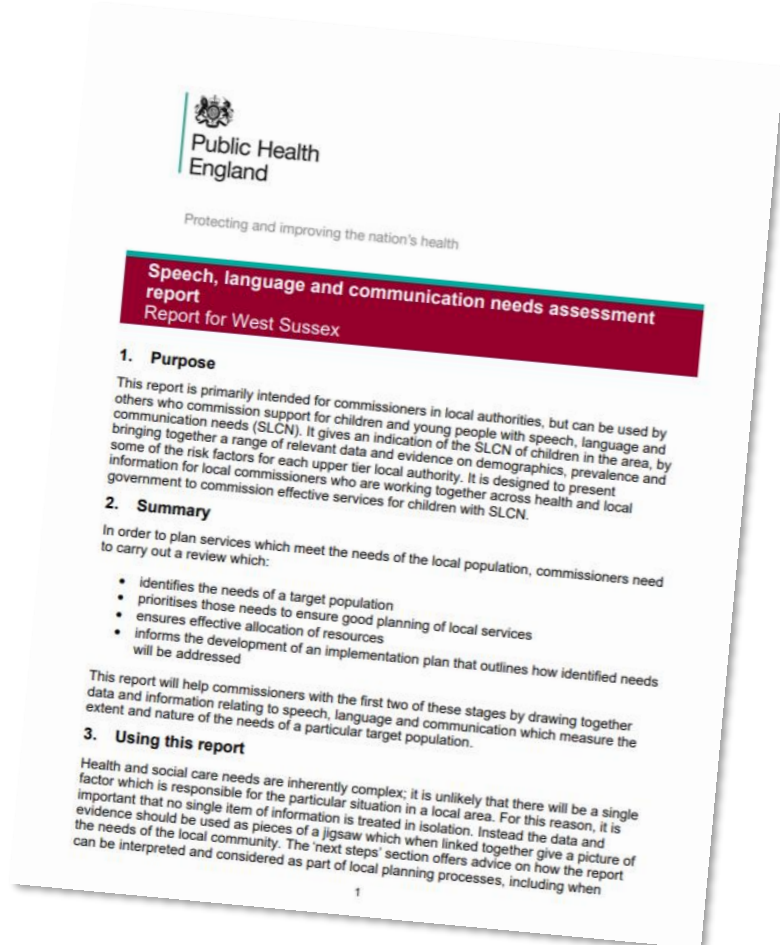 Public Health
England
Protecting and improving the nation's health
Speech, language and communication needs assessment
report
Report for West Sussex
1. Purpose
This report is primarily intended for commissioners in local authorities, but can be used by
others who commission support for children and young people with speech, language and
communication needs (SLCN). It gives an indication of the SLCN of children in the area, by
bringing together a range of relevant data and evidence on demographics, prevalence and
some of the risk factors for each upper tier local authority. It is designed to present
information for local commissioners who are working together across health and local
government to commission effective services for children with SLCN.
2. Summary
In order to plan services which meet the needs of the local population, commissioners need
to carry out a review which:
• identifies the needs of a target population
• prioritises those needs to ensure good planning of local services
• ensures effective allocation of resources
• informs the development of an implementation plan that outlines how identified needs
will be addressed
This report will help commissioners with the first two of these stages by drawing together
data and information relating to speech, language and communication which measure the
extent and nature of the needs of a particular target population.
3. Using this report
Health and social care needs are inherently complex; it is unlikely that there will be a single
factor which is responsible for the particular situation in a local area. For this reason, it is
important that no single item of information is treated in isolation. Instead the data and
evidence should be used as pieces of a jigsaw which when linked together give a picture of
the needs of the local community. The 'next steps' section offers advice on how the report
can be interpreted and considered as part of local planning processes, including when
1